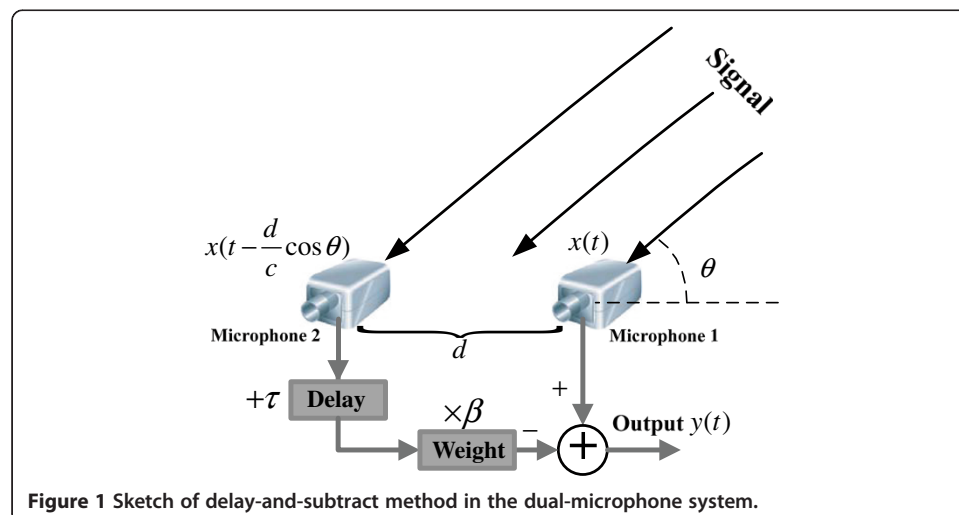 Signal
x(t - d/c cos θ)
x(t)
θ
Microphone 2
d
Microphone 1
+τ
Delay
×β
+
Weight
−
+
Output y(t)
Figure 1 Sketch of delay-and-subtract method in the dual-microphone system.